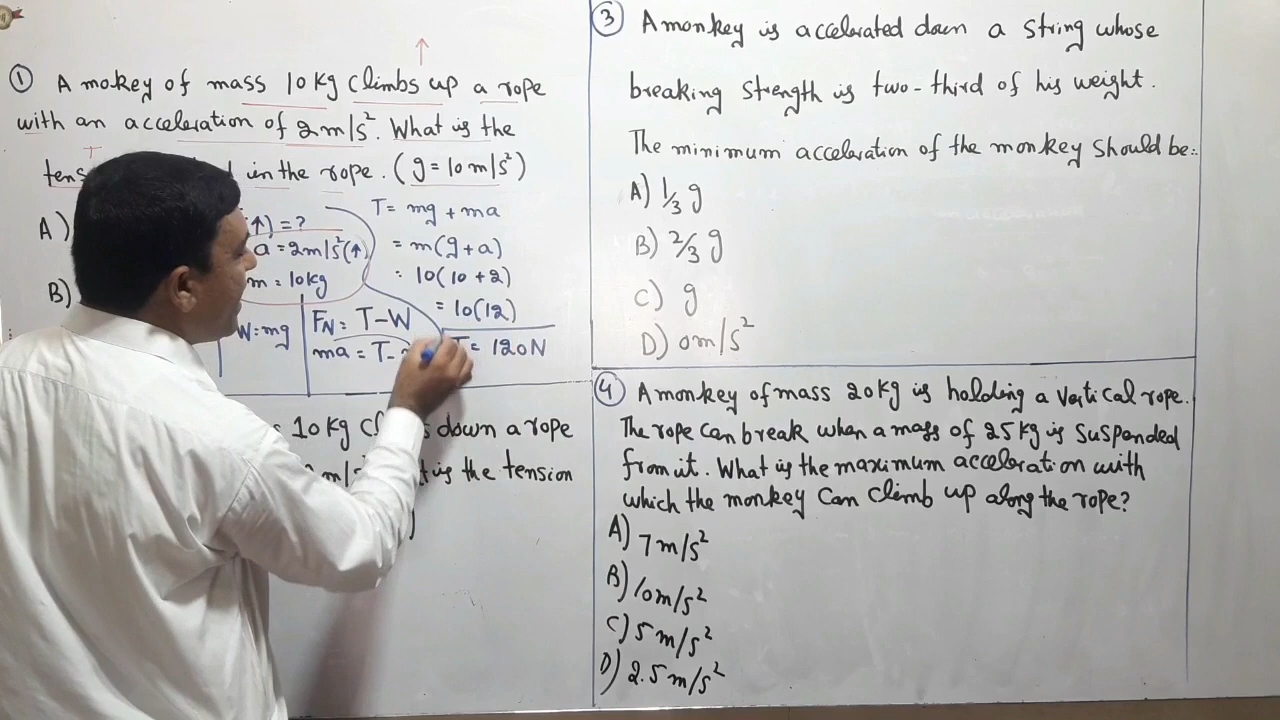 ① A mokey of mass 10 kg climbs up a rope
with an acceleration of 2m/s². What is the
in the rope. (g = 10 m/s²)
A)
(↑) = ?
a = 2m/s²(↑)
m = 10kg
B)
W = mg
F_N = T - W
ma = T -
T = mg + ma
= m(g + a)
= 10(10 + 2)
= 10(12)
T = 120N
10 kg down a rope
m/s² is the tension
③ A monkey is accelerated down a string whose
breaking strength is two-third of his weight.
The minimum acceleration of the monkey should be:-
A) 1/3 g
B) 2/3 g
C) g
D) 0m/s²
④ A monkey of mass 20 kg is holding a vertical rope.
The rope can break when a mass of 25 kg is suspended
from it. What is the maximum acceleration with
which the monkey can climb up along the rope?
A) 7 m/s²
B) 10m/s²
C) 5 m/s²
D) 2.5 m/s²